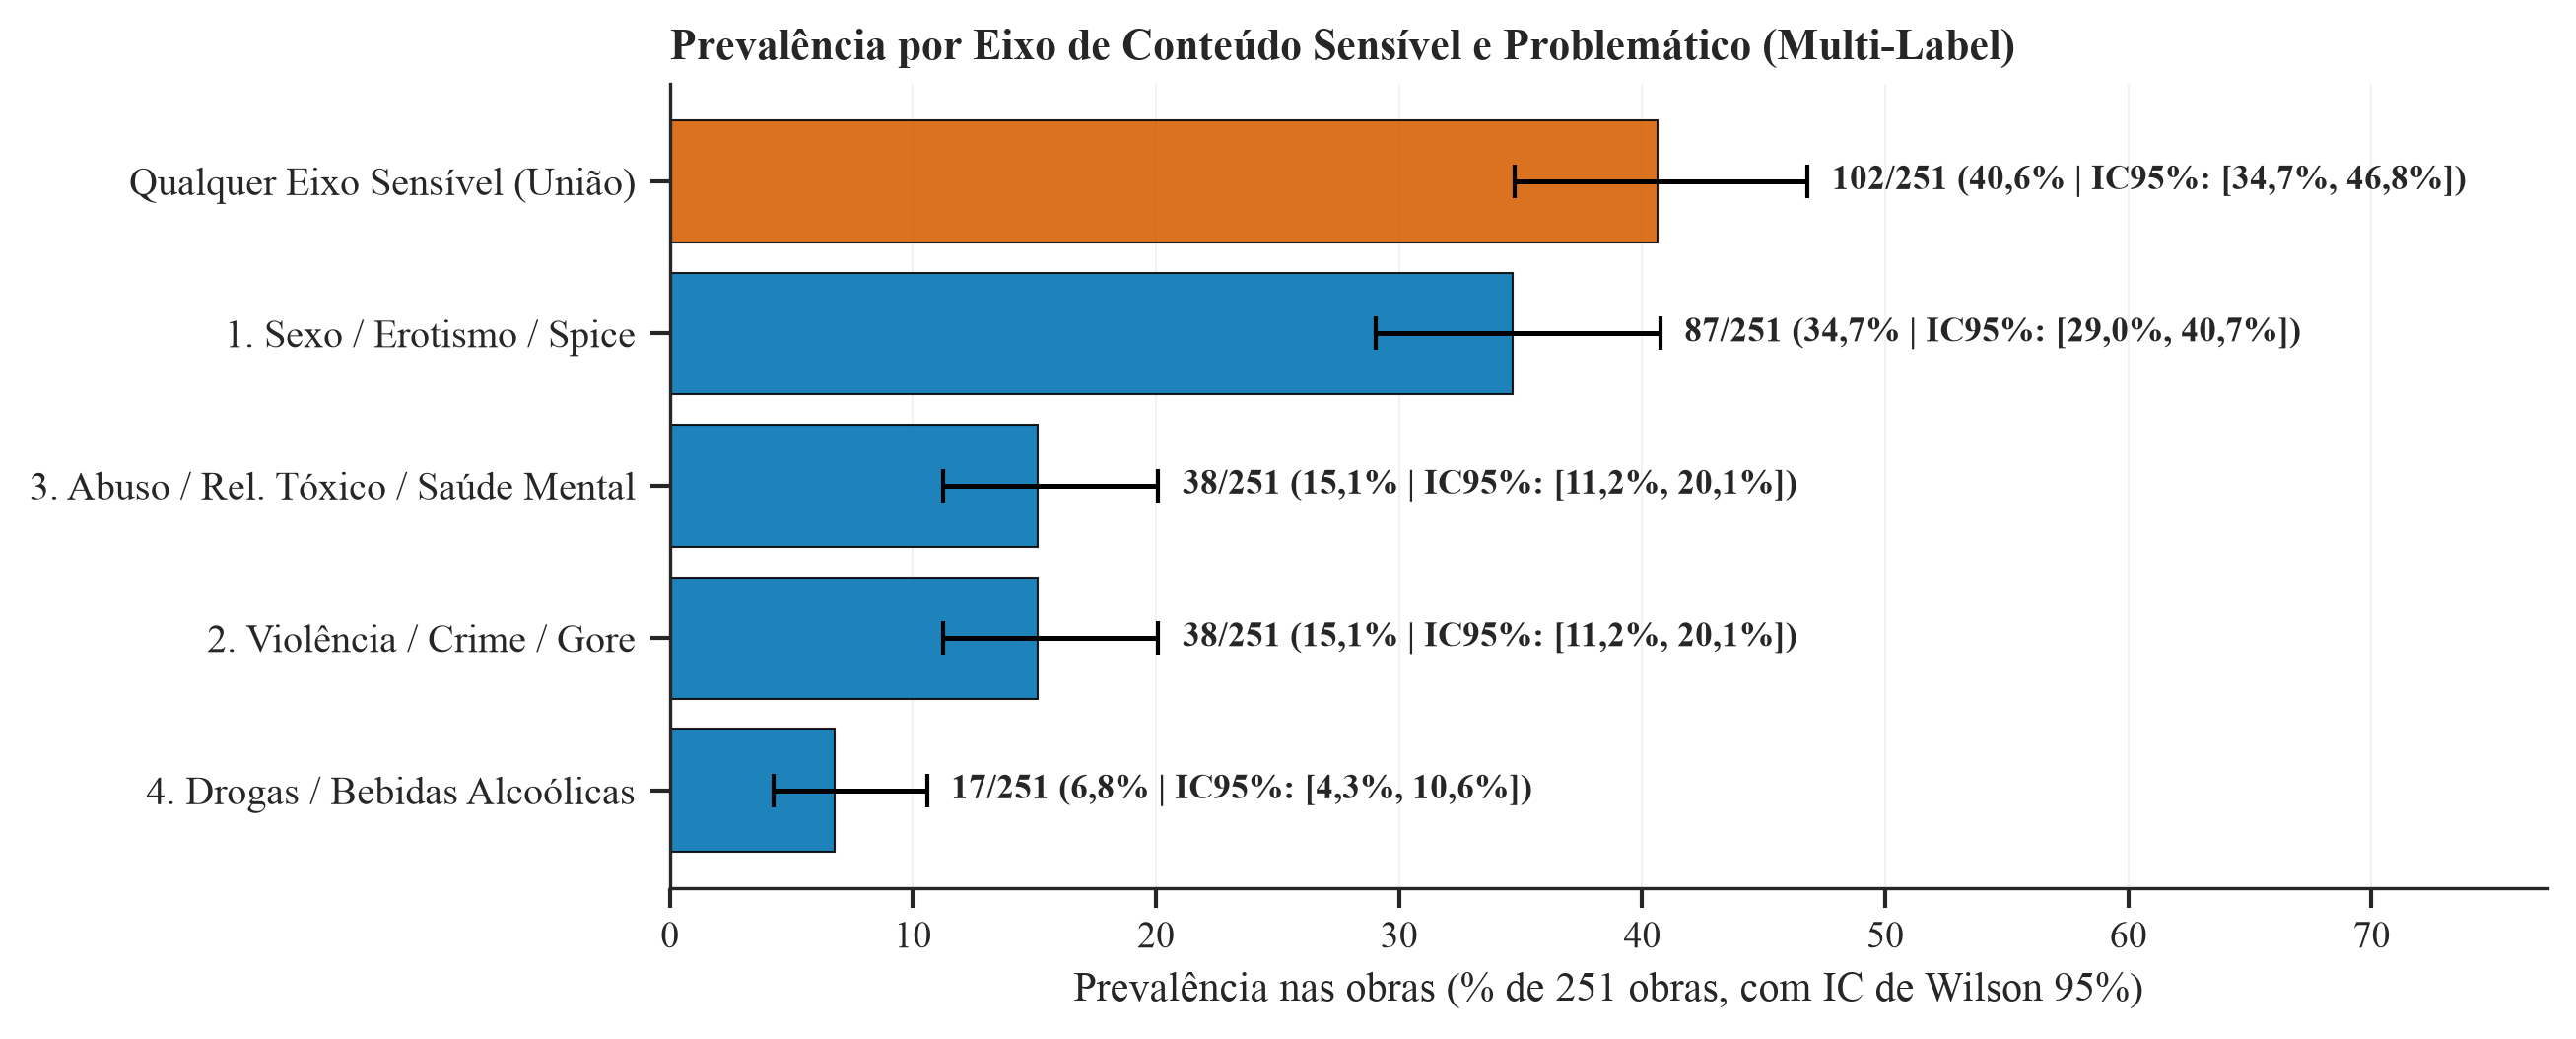 Prevalência por Eixo de Conteúdo Sensível e Problemático (Multi-Label)
Qualquer Eixo Sensível (União)
102/251 (40,6% | IC95%: [34,7%, 46,8%])
1. Sexo / Erotismo / Spice
87/251 (34,7% | IC95%: [29,0%, 40,7%])
3. Abuso / Rel. Tóxico / Saúde Mental
38/251 (15,1% | IC95%: [11,2%, 20,1%])
2. Violência / Crime / Gore
38/251 (15,1% | IC95%: [11,2%, 20,1%])
4. Drogas / Bebidas Alcoólicas
17/251 (6,8% | IC95%: [4,3%, 10,6%])
0 10 20 30 40 50 60 70
Prevalência nas obras (% de 251 obras, com IC de Wilson 95%)